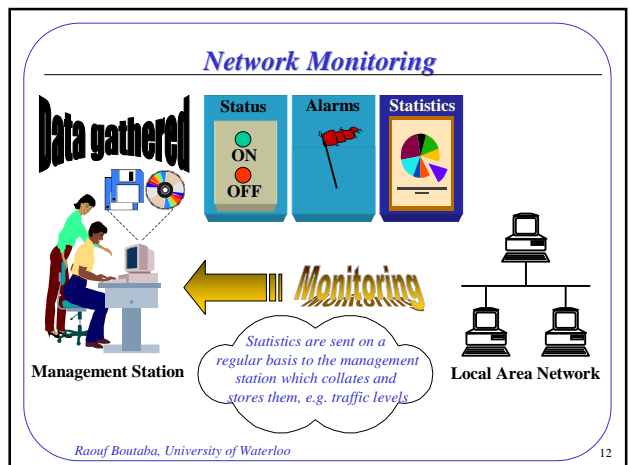 Network Monitoring
Data gathered
Status
ON
OFF
Alarms
Statistics
Monitoring
Management Station
Statistics are sent on a
regular basis to the management
station which collates and
stores them, e.g. traffic levels
Local Area Network
Raouf Boutaba, University of Waterloo
12